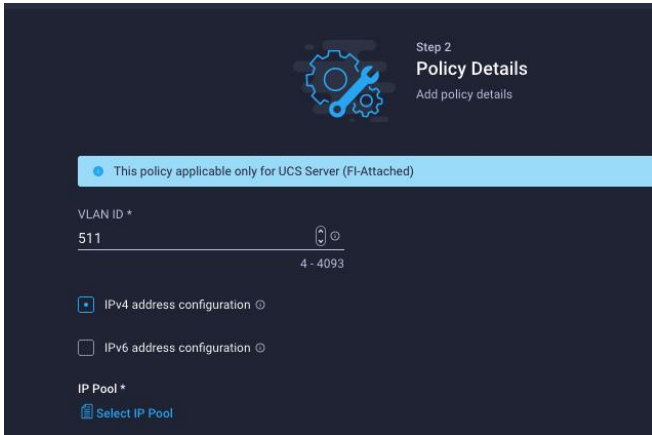 Step 2
Policy Details
Add policy details
This policy applicable only for UCS Server (FI-Attached)
VLAN ID *
511
4 - 4093
IPv4 address configuration
IPv6 address configuration
IP Pool *
Select IP Pool